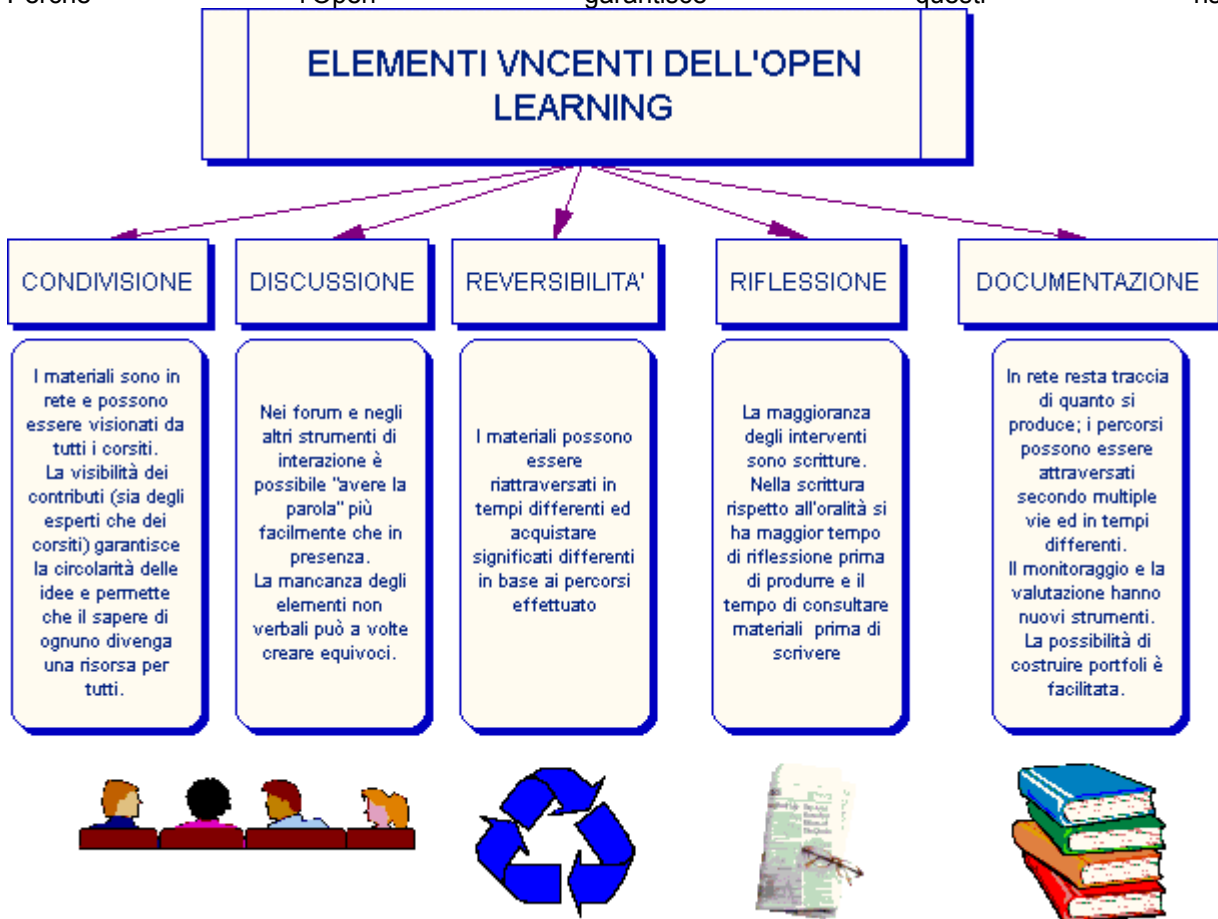 ELEMENTI VNCENTI DELL'OPEN
LEARNING
CONDIVISIONE
DISCUSSIONE
REVERSIBILITA'
RIFLESSIONE
DOCUMENTAZIONE
I materiali sono in
rete e possono
essere visionati da
tutti i corsiti.
La visibilità dei
contributi (sia degli
esperti che dei
corsiti) garantisce
la circolarità delle
idee e permette
che il sapere di
ognuno divenga
una risorsa per
tutti.
Nei forum e negli
altri strumenti di
interazione è
possibile "avere la
parola" più
facilmente che in
presenza.
La mancanza degli
elementi non
verbali può a volte
creare equivoci.
I materiali possono
essere
riattraversati in
tempi differenti ed
acquistare
significati differenti
in base ai percorsi
effettuato
La maggioranza
degli interventi
sono scritture.
Nella scrittura
rispetto all'oralità si
ha maggior tempo
di riflessione prima
di produrre e il
tempo di consultare
materiali prima di
scrivere
In rete resta traccia
di quanto si
produce; i percorsi
possono essere
attraversati
secondo multiple
vie ed in tempi
differenti.
Il monitoraggio e la
valutazione hanno
nuovi strumenti.
La possibilità di
costruire portfoli è
facilitata.